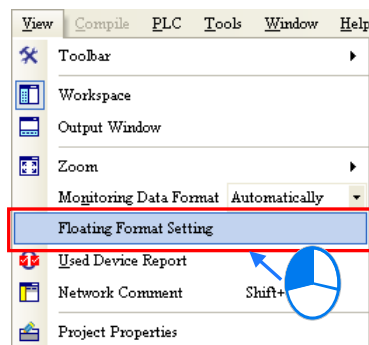 View Compile PLC Tools Window Help
Toolbar
Workspace
Output Window
Zoom
Monitoring Data Format Automatically
Floating Format Setting
Used Device Report
Network Comment Shift+
Project Properties